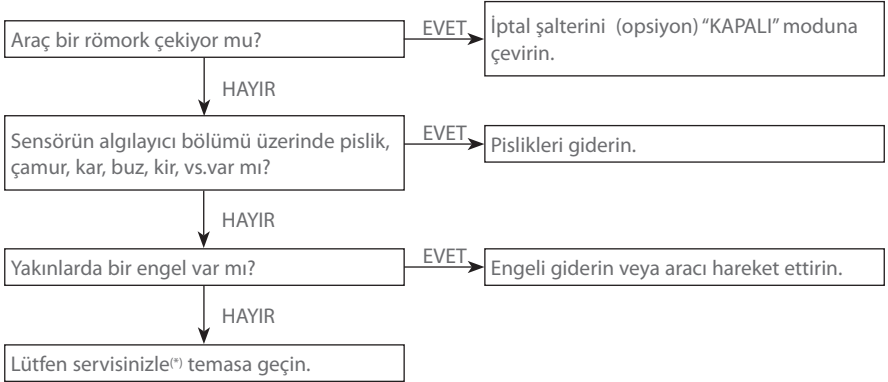 Araç bir römork çekiyor mu?
EVET
İptal şalterini (opsiyon) “KAPALI” moduna
çevirin.
HAYIR
Sensörün algılayıcı bölümü üzerinde pislik,
çamur, kar, buz, kir, vs.var mı?
EVET
Pislikleri giderin.
HAYIR
Yakınlarda bir engel var mı?
EVET
Engeli giderin veya aracı hareket ettirin.
HAYIR
Lütfen servisinizle(*) temasa geçin.